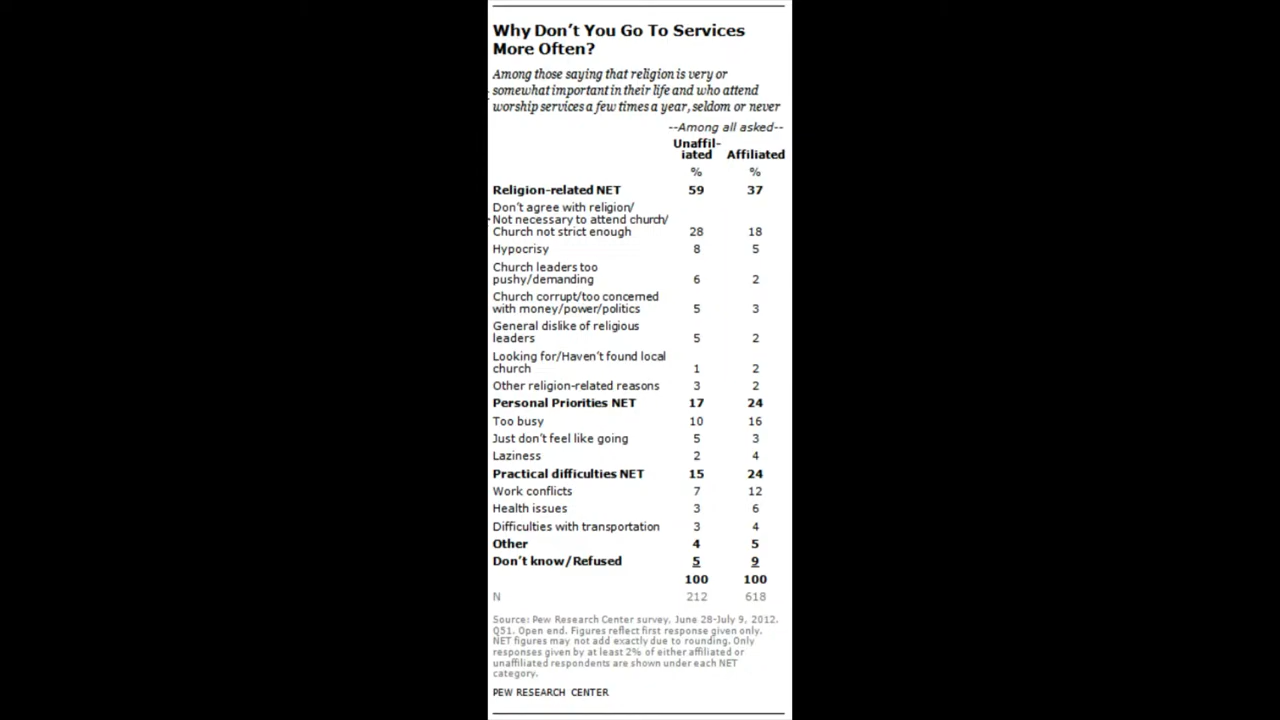 Why Don't You Go To Services
More Often?
Among those saying that religion is very or
somewhat important in their life and who attend
worship services a few times a year, seldom or never
--Among all asked--
Unaffil-
iated Affiliated
% %
Religion-related NET 59 37
Don't agree with religion/
Not necessary to attend church/
Church not strict enough 28 18
Hypocrisy 8 5
Church leaders too
pushy/demanding 6 2
Church corrupt/too concerned
with money/power/politics 5 3
General dislike of religious
leaders 5 2
Looking for/Haven't found local
church 1 2
Other religion-related reasons 3 2
Personal Priorities NET 17 24
Too busy 10 16
Just don't feel like going 5 3
Laziness 2 4
Practical difficulties NET 15 24
Work conflicts 7 12
Health issues 3 6
Difficulties with transportation 3 4
Other 4 5
Don't know/Refused 5 9
100 100
N 212 618
Source: Pew Research Center survey, June 28-July 9, 2012.
Q51. Open end. Figures reflect first response given only.
NET figures may not add exactly due to rounding. Only
responses given by at least 2% of either affiliated or
unaffiliated respondents are shown under each NET
category.
PEW RESEARCH CENTER